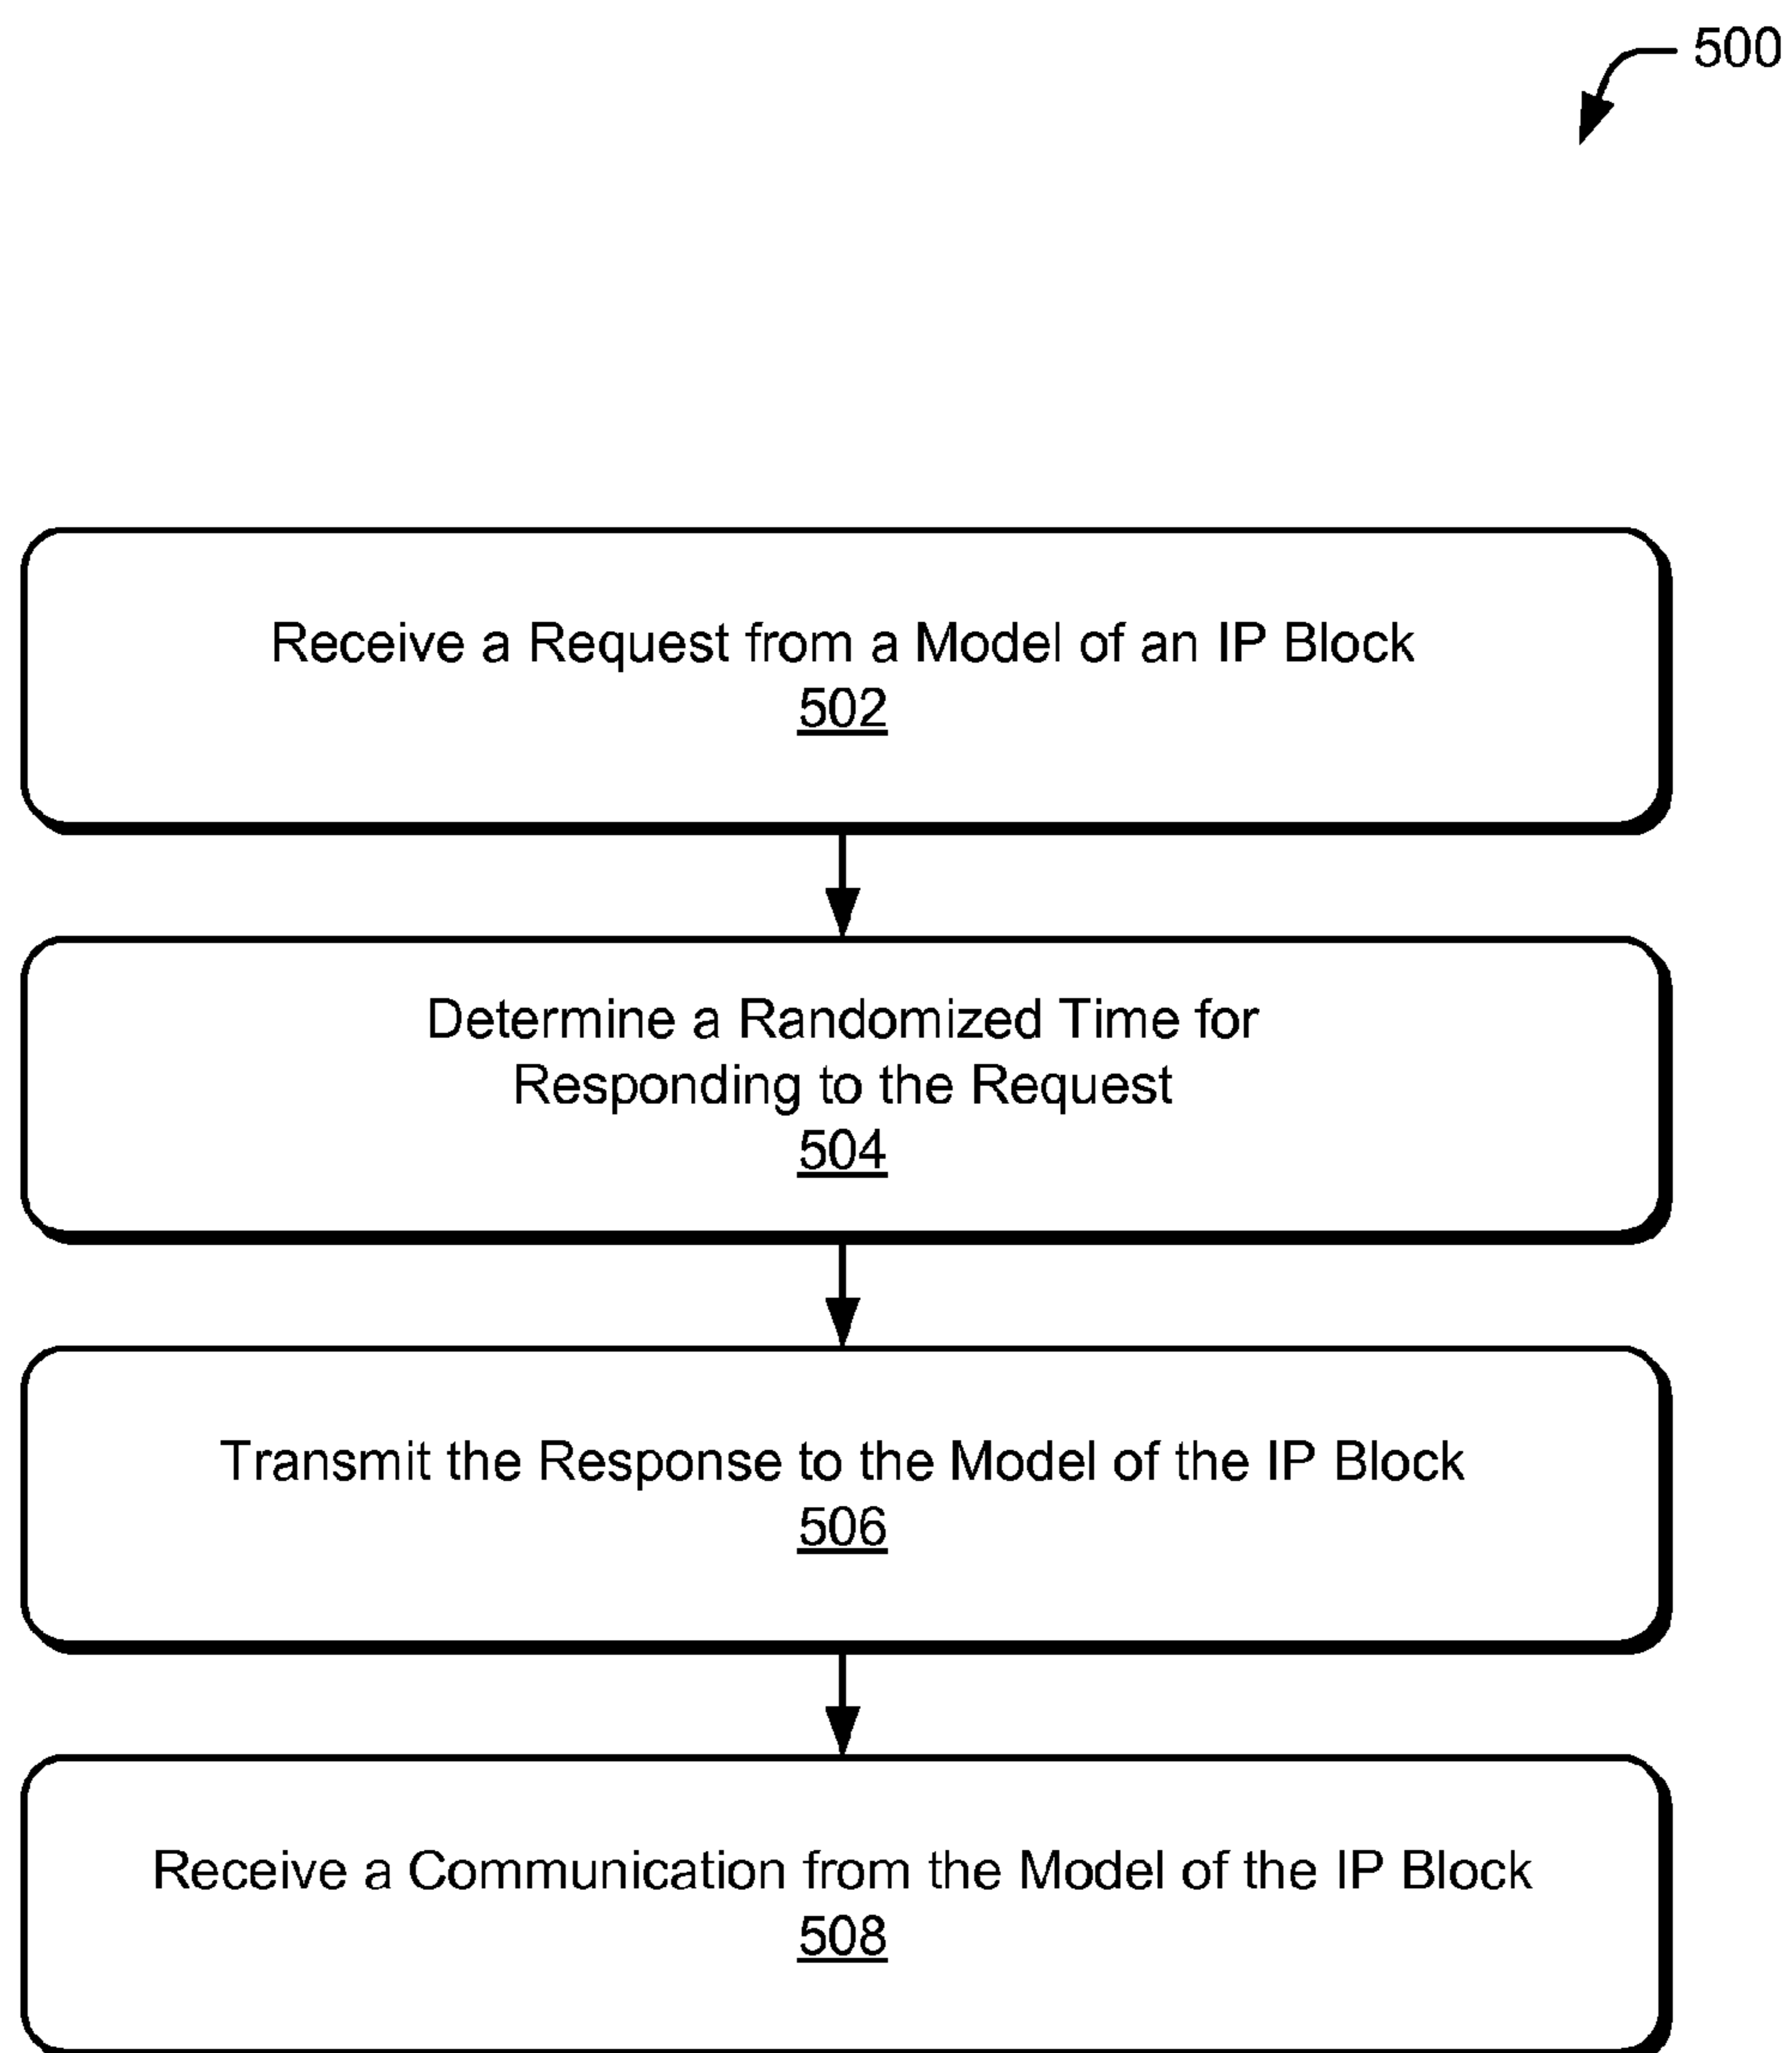 500
Receive a Request from a Model of an IP Block
502
Determine a Randomized Time for
Responding to the Request
504
Transmit the Response to the Model of the IP Block
506
Receive a Communication from the Model of the IP Block
508